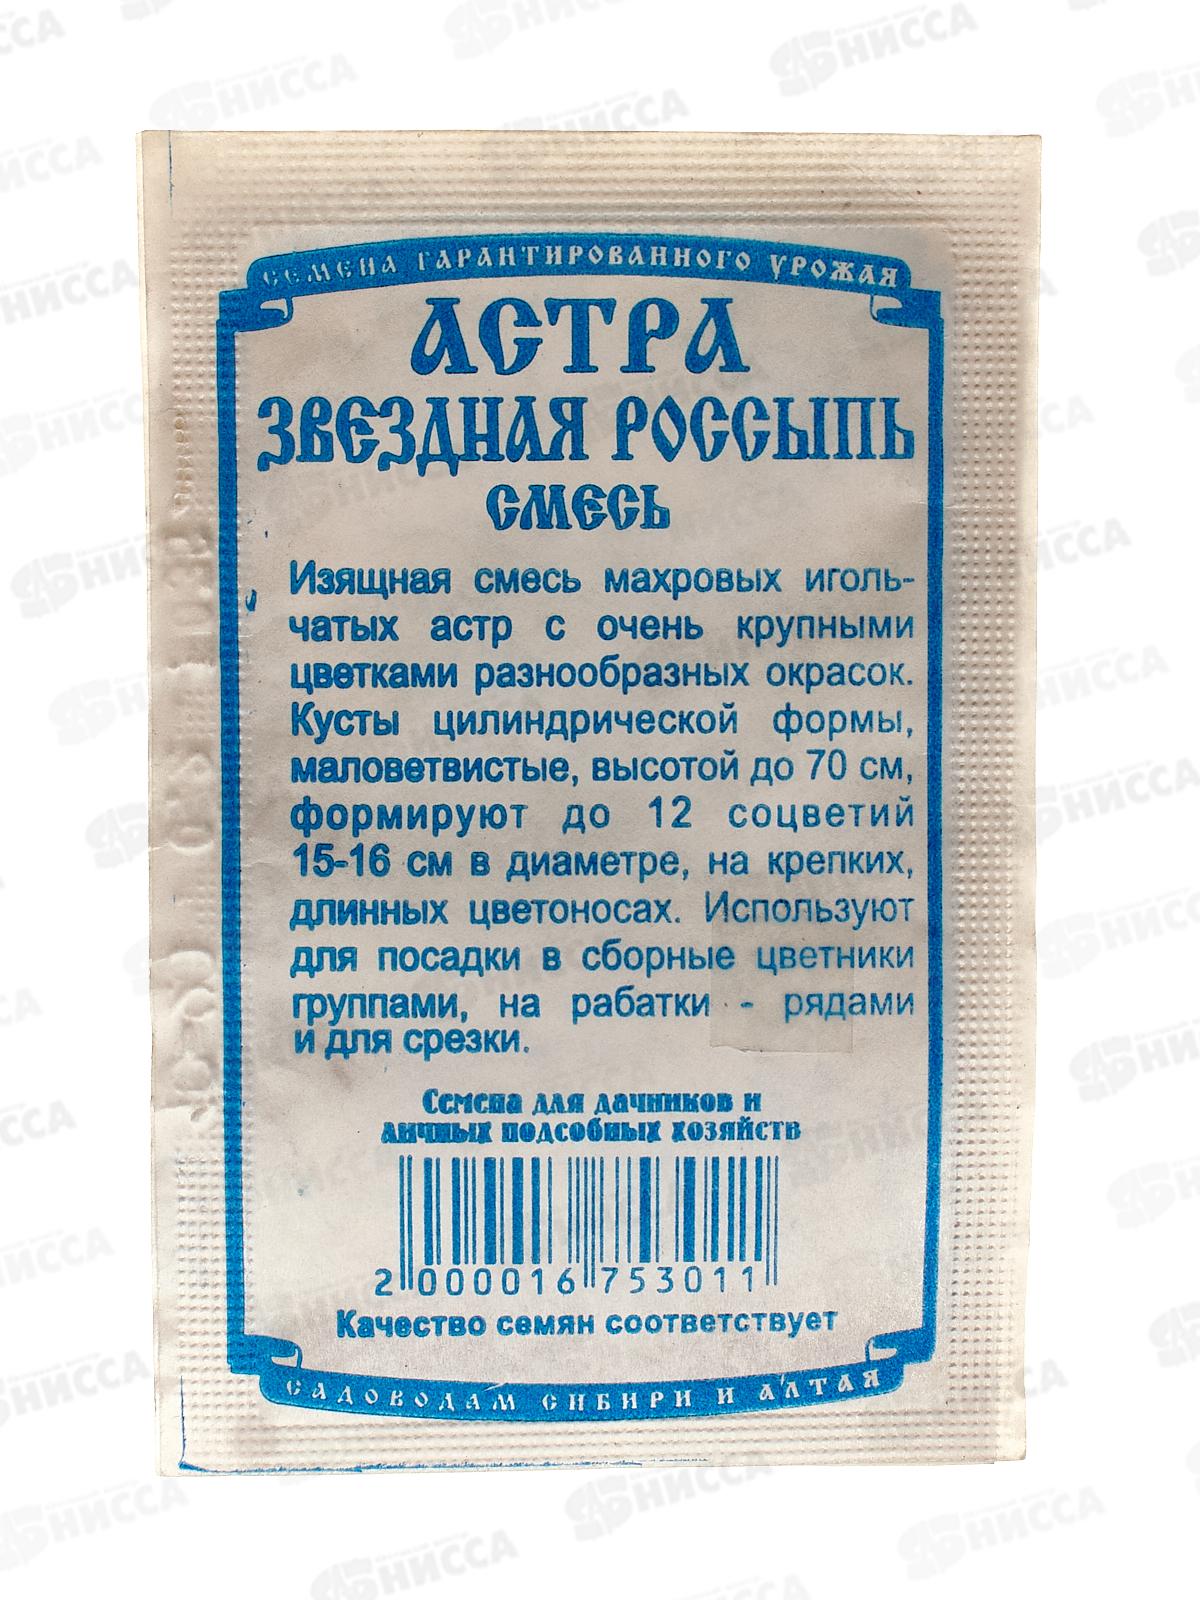 СЕМЕНА ГАРАНТИРОВАННОГО УРОЖАЯ
АСТРА
ЗВЕЗДНАЯ РОССЫПЬ
СМЕСЬ
Изящная смесь махровых иголь-
чатых астр с очень крупными
цветками разнообразных окрасок.
Кусты цилиндрической формы,
маловетвистые, высотой до 70 см,
формируют до 12 соцветий
15-16 см в диаметре, на крепких,
длинных цветоносах. Используют
для посадки в сборные цветники
группами, на рабатки - рядами
и для срезки.
Семена для дачников и
личных подсобных хозяйств
2 000016 753011
Качество семян соответствует
САДОВОДАМ СИБИРИ И АЛТАЯ